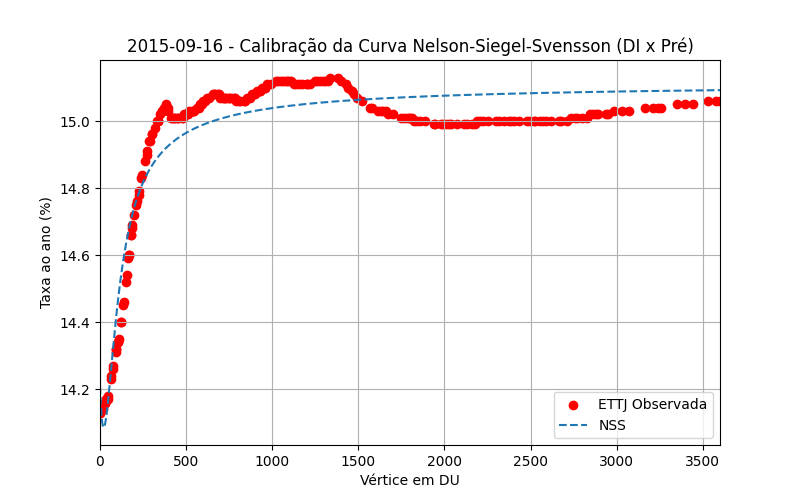 2015-09-16 - Calibração da Curva Nelson-Siegel-Svensson (DI x Pré)
Taxa ao ano (%)
15.0
14.8
14.6
14.4
14.2
ETTJ Observada
NSS
0 500 1000 1500 2000 2500 3000 3500
Vértice em DU